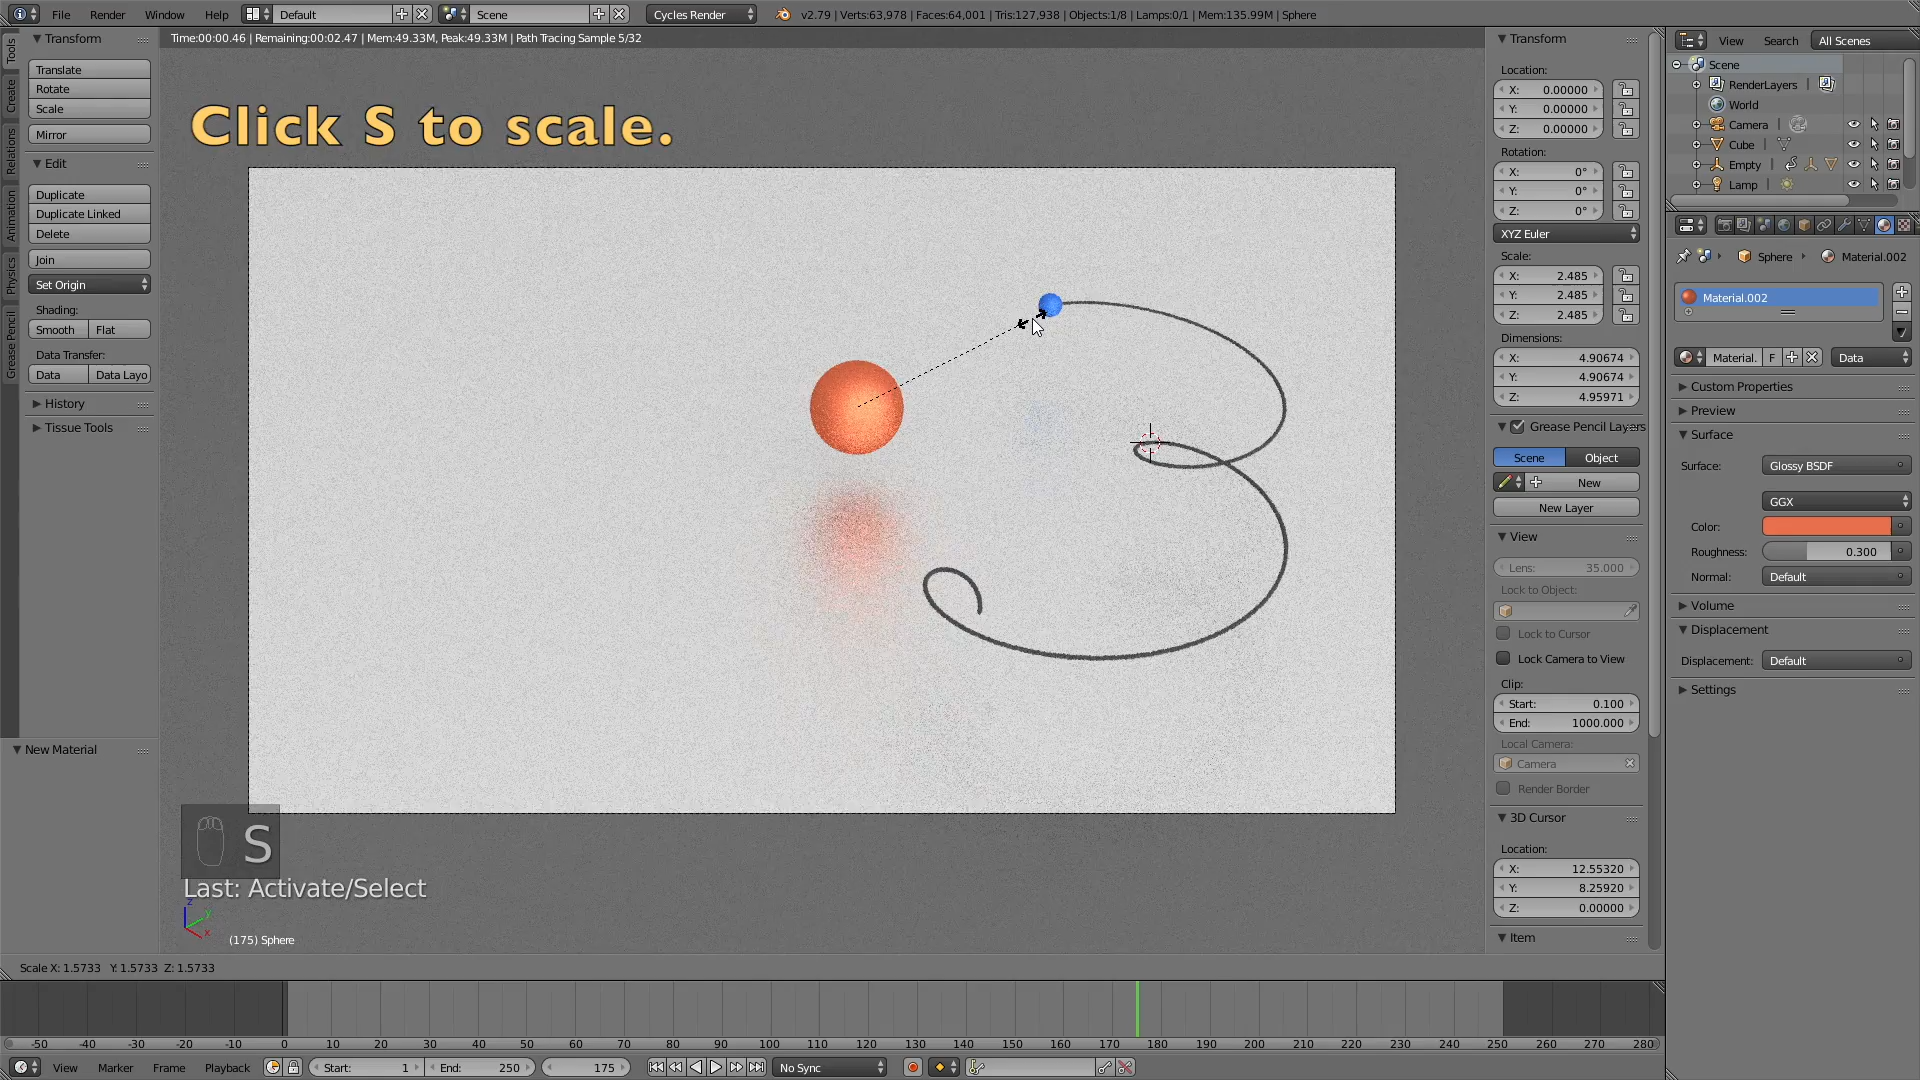 File Render Window Help Default Scene Cycles Render v2.79 | Verts:63,978 | Faces:64,001 | Tris:127,938 | Objects:1/8 | Lamps:0/1 | Mem:135.99M | Sphere
Time:00:00.46 | Remaining:00:02.47 | Mem:49.33M, Peak:49.33M | Path Tracing Sample 5/32
Click S to scale.
Tools
Create
Relations
Animation
Physics
Grease Pencil
Transform
Translate
Rotate
Scale
Mirror
Edit
Duplicate
Duplicate Linked
Delete
Join
Set Origin
Shading:
Smooth Flat
Data Transfer:
Data Data Layo
History
Tissue Tools
New Material
S
Last: Activate/Select
z
y
x
(175) Sphere
Scale X: 1.5733 Y: 1.5733 Z: 1.5733
Transform
Location:
X: 0.00000
Y: 0.00000
Z: 0.00000
Rotation:
X: 0°
Y: 0°
Z: 0°
XYZ Euler
Scale:
X: 2.485
Y: 2.485
Z: 2.485
Dimensions:
X: 4.90674
Y: 4.90674
Z: 4.95971
Grease Pencil Layers
Scene Object
New
New Layer
View
Lens: 35.000
Lock to Object:
Lock to Cursor
Lock Camera to View
Clip:
Start: 0.100
End: 1000.000
Local Camera:
Camera
Render Border
3D Cursor
Location:
X: 12.55320
Y: 8.25920
Z: 0.00000
Item
View Search All Scenes
Scene
RenderLayers |
World
Camera |
Cube |
Empty |
Lamp |
Sphere Material.002
Material.002
Material. F Data
Custom Properties
Preview
Surface
Surface: Glossy BSDF
GGX
Color:
Roughness: 0.300
Normal: Default
Volume
Displacement
Displacement: Default
Settings
-50 -40 -30 -20 -10 0 10 20 30 40 50 60 70 80 90 100 110 120 130 140 150 160 170 180 190 200 210 220 230 240 250 260 270 280
View Marker Frame Playback Start: 1 End: 250 175 No Sync